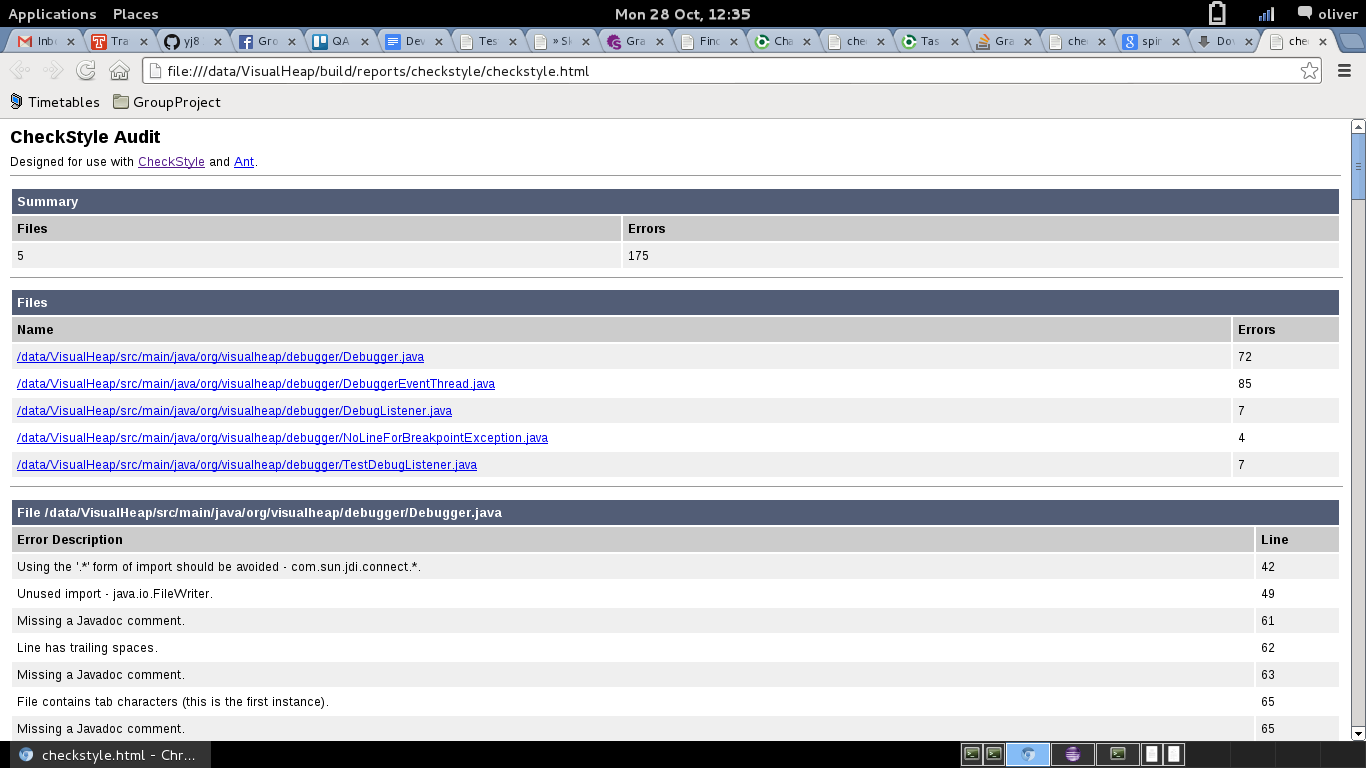 Applications Places Mon 28 Oct, 12:35 oliver
Inb Tra yj8 Gro QA Dev Tes » Sk Gra Finc Cha che Tas Gra che spir Dov che
file:///data/VisualHeap/build/reports/checkstyle/checkstyle.html
Timetables GroupProject
CheckStyle Audit
Designed for use with CheckStyle and Ant.
Summary
Files Errors
5 175
Files
Name Errors
/data/VisualHeap/src/main/java/org/visualheap/debugger/Debugger.java 72
/data/VisualHeap/src/main/java/org/visualheap/debugger/DebuggerEventThread.java 85
/data/VisualHeap/src/main/java/org/visualheap/debugger/DebugListener.java 7
/data/VisualHeap/src/main/java/org/visualheap/debugger/NoLineForBreakpointException.java 4
/data/VisualHeap/src/main/java/org/visualheap/debugger/TestDebugListener.java 7
File /data/VisualHeap/src/main/java/org/visualheap/debugger/Debugger.java
Error Description Line
Using the '.*' form of import should be avoided - com.sun.jdi.connect.*. 42
Unused import - java.io.FileWriter. 49
Missing a Javadoc comment. 61
Line has trailing spaces. 62
Missing a Javadoc comment. 63
File contains tab characters (this is the first instance). 65
Missing a Javadoc comment. 65
checkstyle.html - Chr...